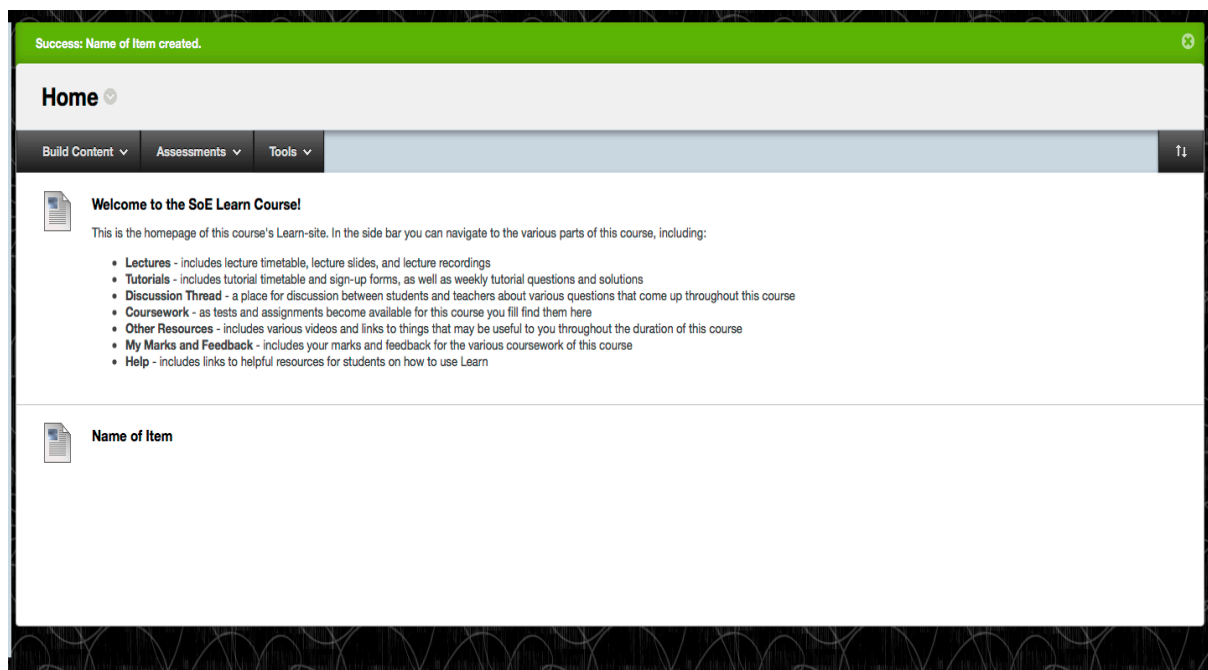 Success: Name of Item created.
Home
Build Content
Assessments
Tools
Welcome to the SoE Learn Course!
This is the homepage of this course's Learn-site. In the side bar you can navigate to the various parts of this course, including:
• Lectures - includes lecture timetable, lecture slides, and lecture recordings
• Tutorials - includes tutorial timetable and sign-up forms, as well as weekly tutorial questions and solutions
• Discussion Thread - a place for discussion between students and teachers about various questions that come up throughout this course
• Coursework - as tests and assignments become available for this course you fill find them here
• Other Resources - includes various videos and links to things that may be useful to you throughout the duration of this course
• My Marks and Feedback - includes your marks and feedback for the various coursework of this course
• Help - includes links to helpful resources for students on how to use Learn
Name of Item